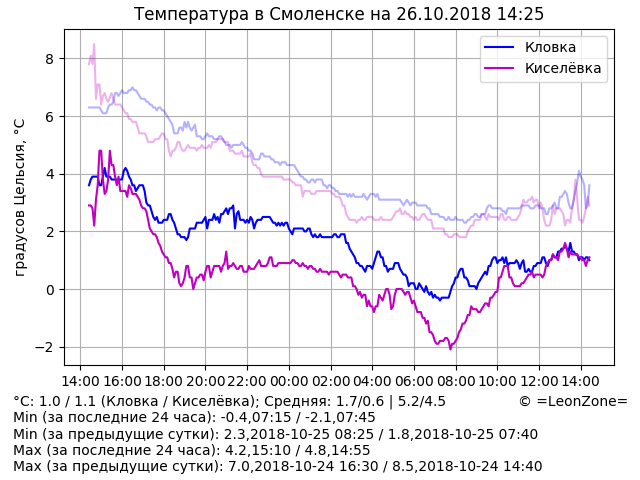 Температура в Смоленске на 26.10.2018 14:25
Кловка
Киселёвка
градусов Цельсия, °C
8
6
4
2
0
−2
14:00 16:00 18:00 20:00 22:00 00:00 02:00 04:00 06:00 08:00 10:00 12:00 14:00
°C: 1.0 / 1.1 (Кловка / Киселёвка); Средняя: 1.7/0.6 | 5.2/4.5 © =LeonZone=
Min (за последние 24 часа): -0.4,07:15 / -2.1,07:45
Min (за предыдущие сутки): 2.3,2018-10-25 08:25 / 1.8,2018-10-25 07:40
Max (за последние 24 часа): 4.2,15:10 / 4.8,14:55
Max (за предыдущие сутки): 7.0,2018-10-24 16:30 / 8.5,2018-10-24 14:40